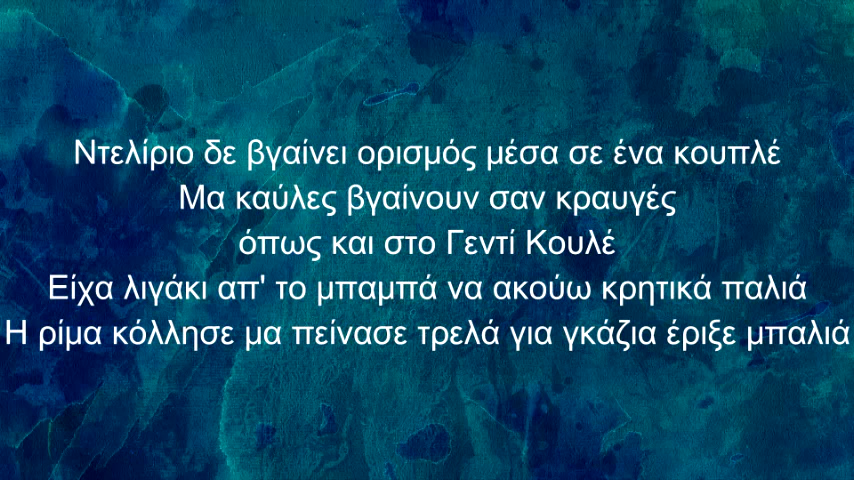 Ντελίριο δε βγαίνει ορισμός μέσα σε ένα κουπλέ
Μα καύλες βγαίνουν σαν κραυγές
όπως και στο Γεντί Κουλέ
Είχα λιγάκι απ' το μπαμπά να ακούω κρητικά παλιά
Η ρίμα κόλλησε μα πείνασε τρελά για γκάζια έριξε μπαλιά